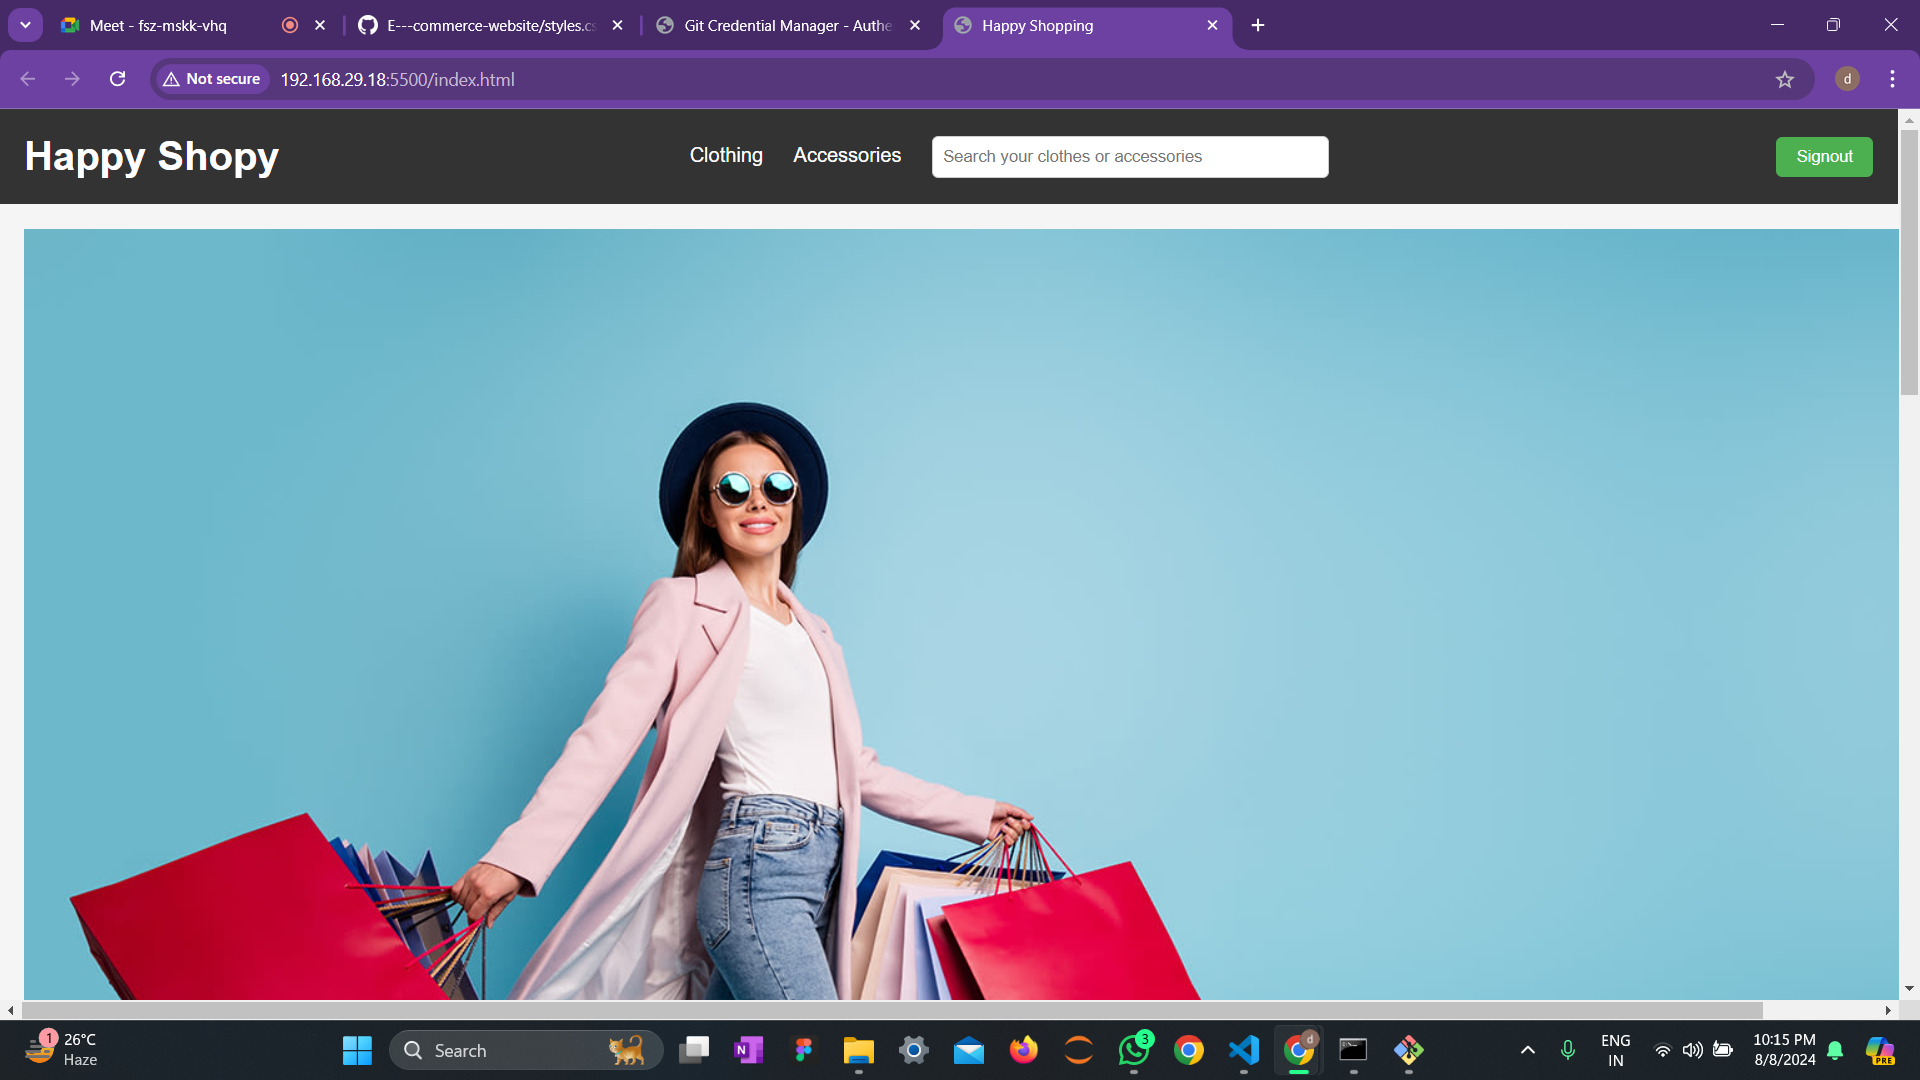 Meet - fsz-mskk-vhq
E---commerce-website/styles.cs
Git Credential Manager - Authe
Happy Shopping
Not secure
192.168.29.18:5500/index.html
d
Happy Shopy
Clothing
Accessories
Search your clothes or accessories
Signout
1
26°C
Haze
Search
N
3
d
ENG
IN
10:15 PM
8/8/2024
PRE